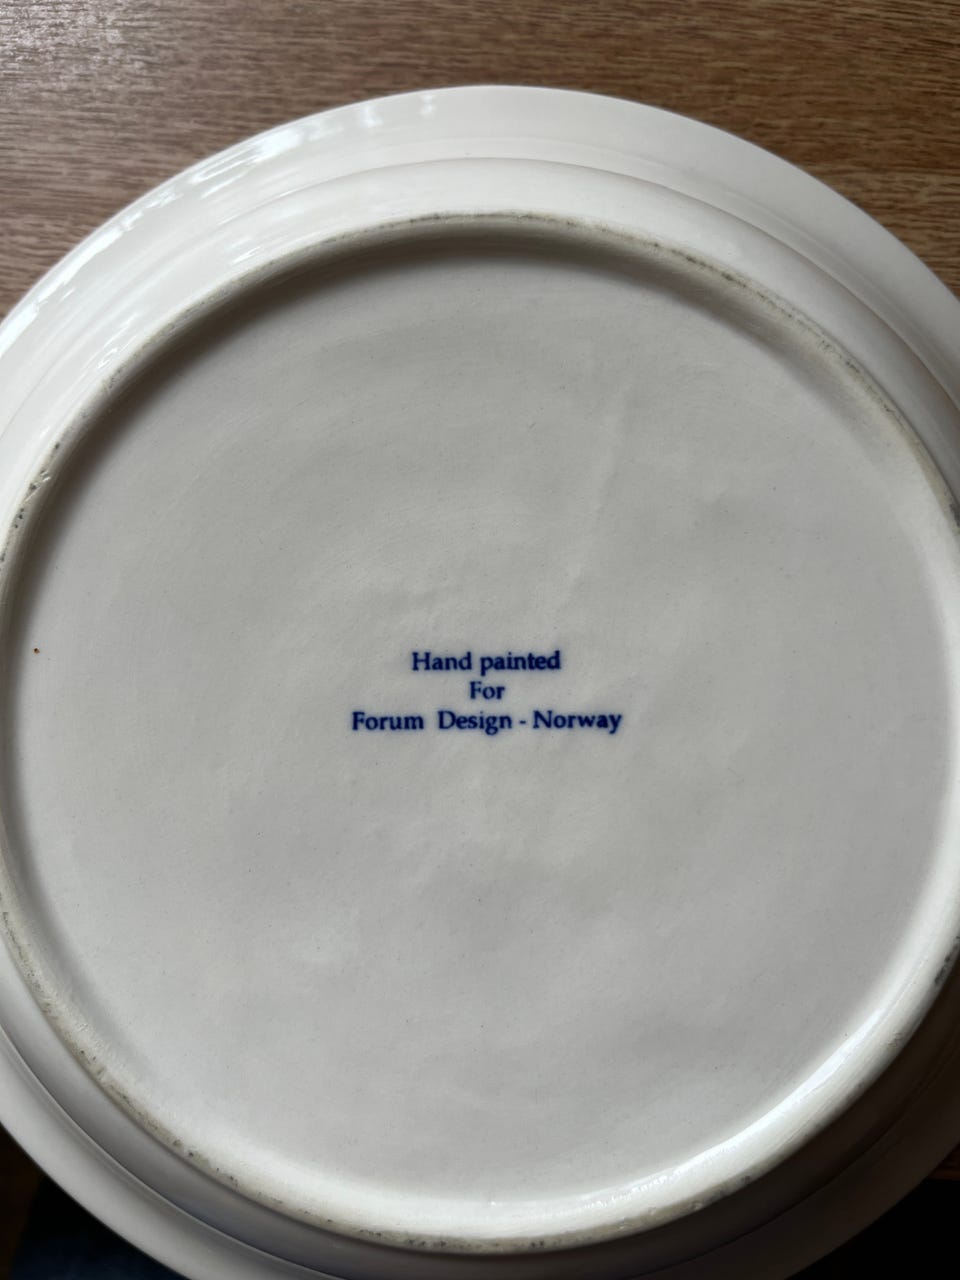 Hand painted
For
Forum Design - Norway